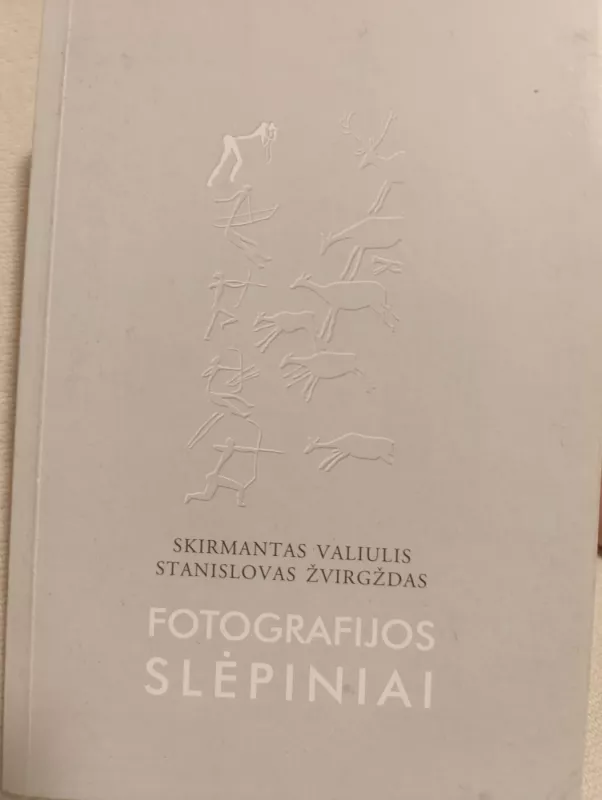 SKIRMANTAS VALIULIS
STANISLOVAS ŽVIRGŽDAS
FOTOGRAFIJOS
SLĖPINIAI